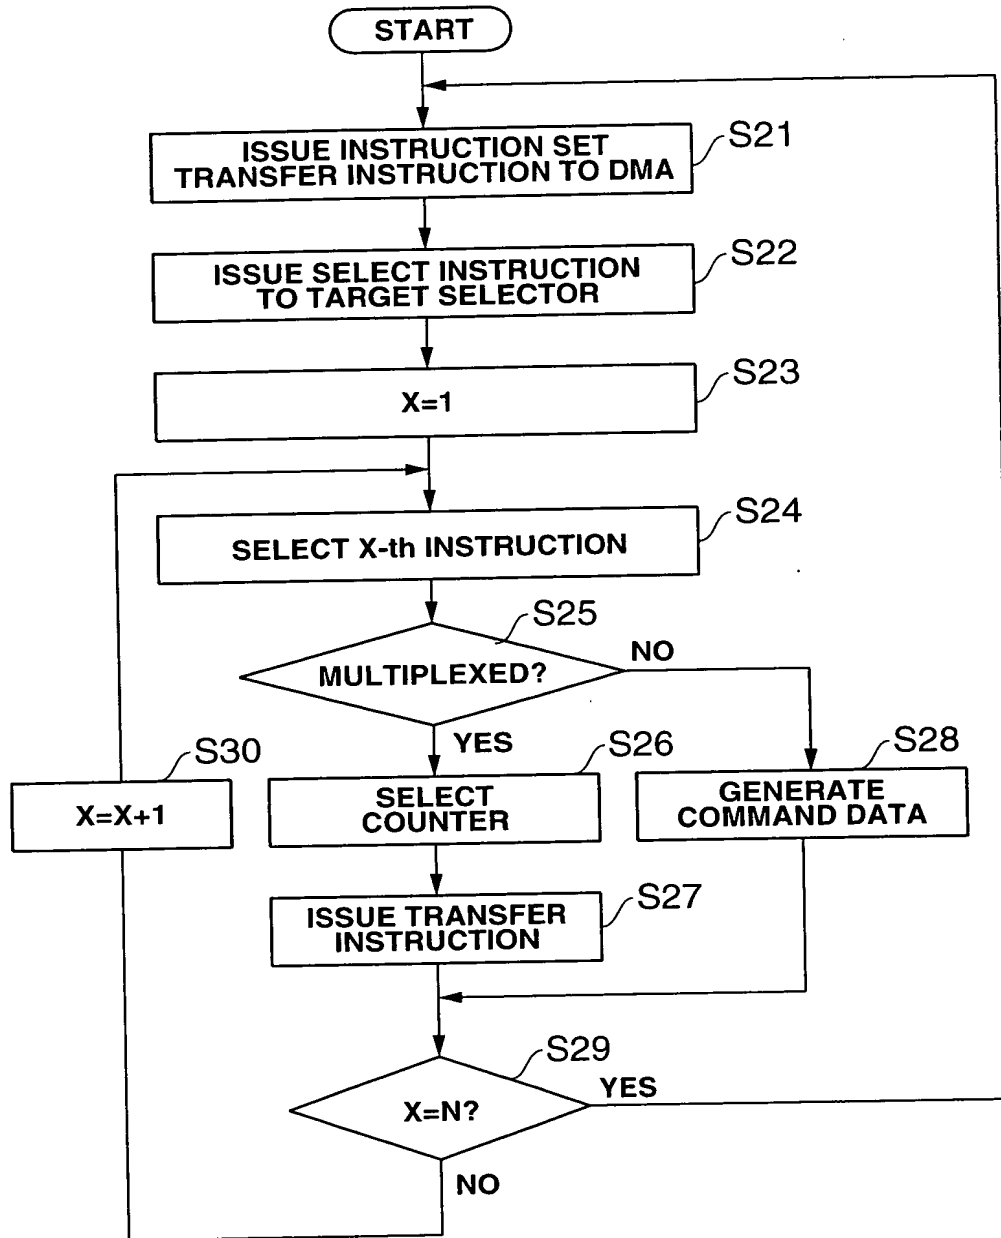 START
S21
ISSUE INSTRUCTION SET
TRANSFER INSTRUCTION TO DMA
S22
ISSUE SELECT INSTRUCTION
TO TARGET SELECTOR
S23
X=1
S24
SELECT X-th INSTRUCTION
S25
MULTIPLEXED?
NO
YES
S30
X=X+1
S26
SELECT
COUNTER
S28
GENERATE
COMMAND DATA
S27
ISSUE TRANSFER
INSTRUCTION
S29
X=N?
YES
NO